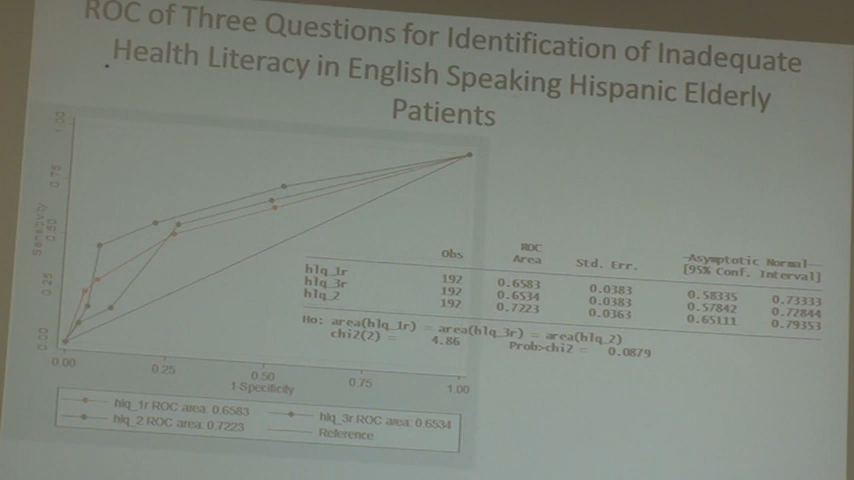 ROC of Three Questions for Identification of Inadequate
Health Literacy in English Speaking Hispanic Elderly
Patients
Sensitivity
1.00
0.75
0.50
0.25
0.00
0.00 0.25 0.50 0.75 1.00
1-Specificity
hlq_1r ROC area: 0.6583 hlq_3r ROC area: 0.6534
hlq_2 ROC area: 0.7223 Reference
ROC —Asymptotic Normal—
Obs Area Std. Err. [95% Conf. Interval]
hlq_1r 192 0.6583 0.0383 0.58335 0.73333
hlq_3r 192 0.6534 0.0383 0.57842 0.72844
hlq_2 192 0.7223 0.0363 0.65111 0.79353
Ho: area(hlq_1r) = area(hlq_3r) = area(hlq_2)
chi2(2) = 4.86 Prob>chi2 = 0.0879